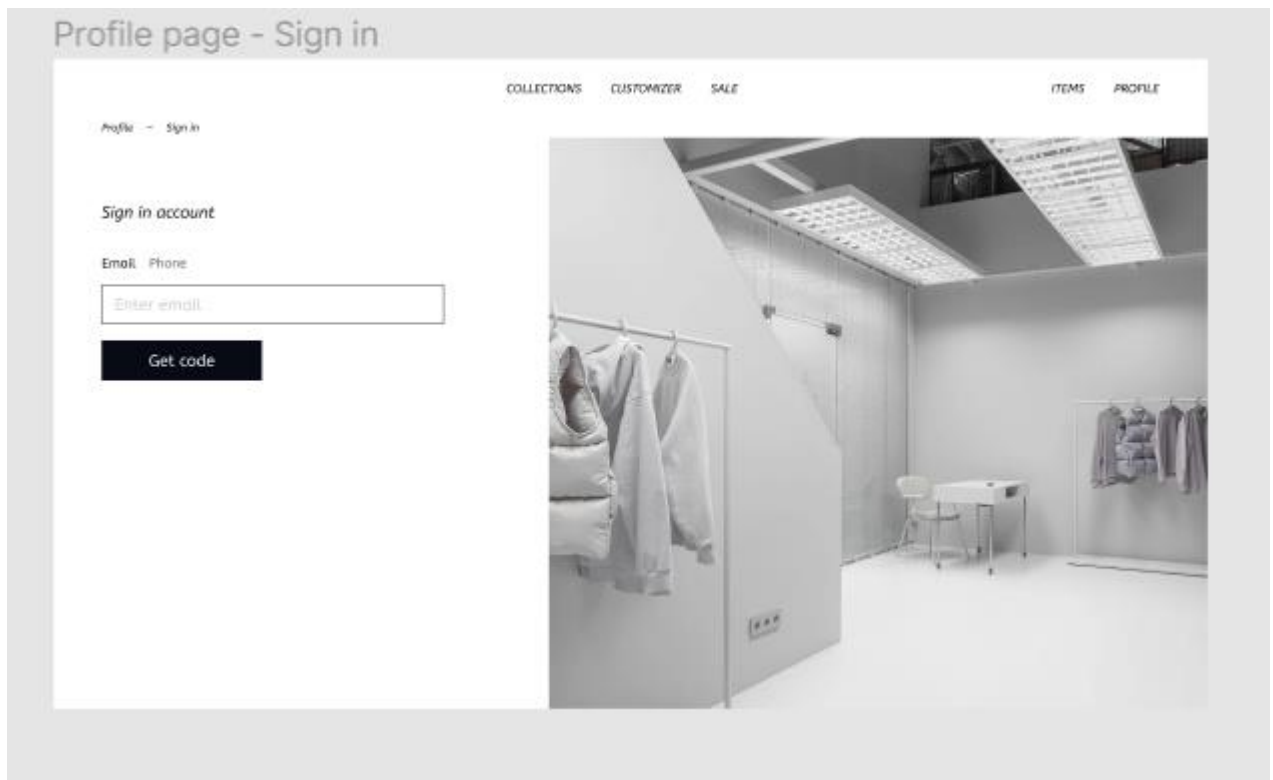 Profile page - Sign in
COLLECTIONS CUSTOMIZER SALE ITEMS PROFILE
Profile – Sign in
Sign in account
Email Phone
Enter email
Get code